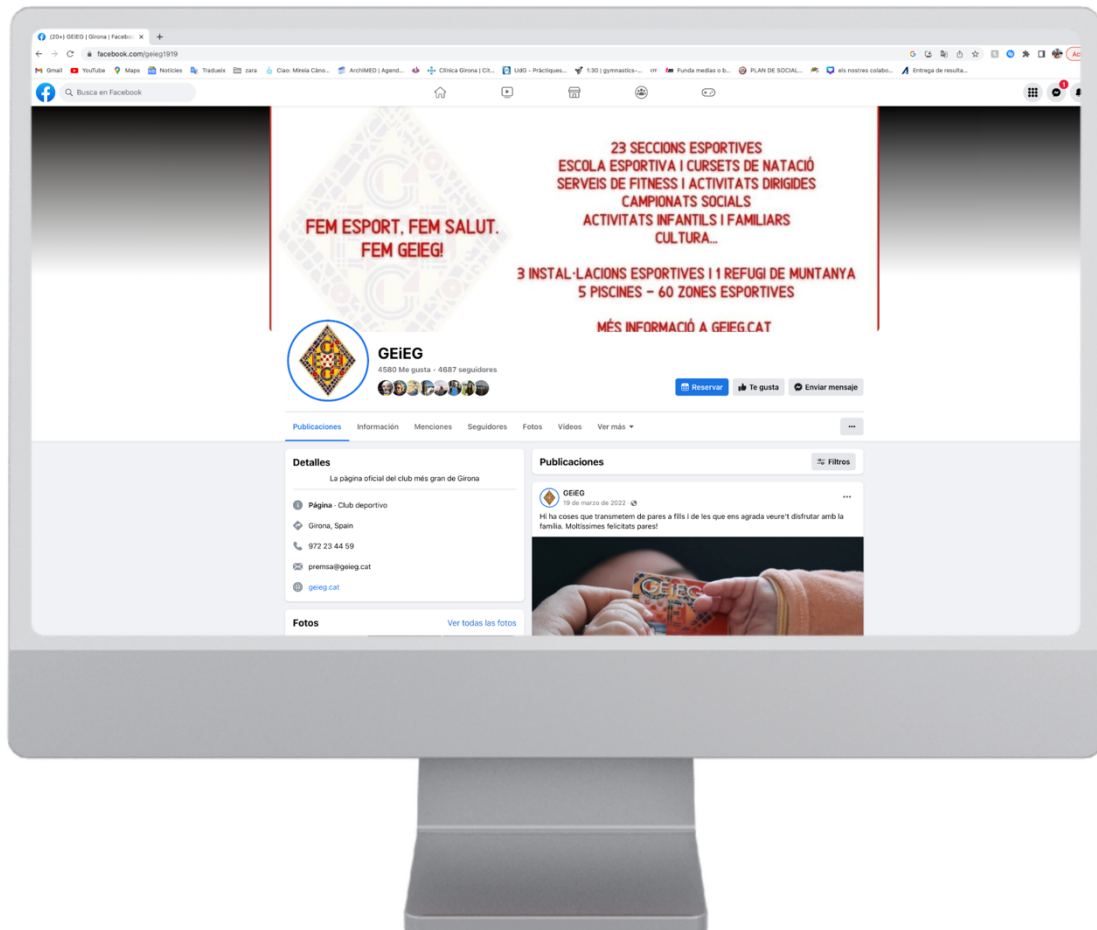 (20+) GEiEG | Girona | Facebo
facebook.com/geieg1919
Gmail YouTube Maps Notícies Tradueix zara Ciao: Mireia Cáno... ArchiMED | Agend... Clínica Girona | Cit... UdG - Pràctiques... 1:30 | gymnastics-... Funda medias o b... PLAN DE SOCIAL... els nostres colabo... Entrega de resulta...
Busca en Facebook
1
23 SECCIONS ESPORTIVES
ESCOLA ESPORTIVA I CURSETS DE NATACIÓ
SERVEIS DE FITNESS I ACTIVITATS DIRIGIDES
CAMPIONATS SOCIALS
ACTIVITATS INFANTILS I FAMILIARS
CULTURA...
FEM ESPORT, FEM SALUT.
FEM GEIEG!
3 INSTAL·LACIONS ESPORTIVES I 1 REFUGI DE MUNTANYA
5 PISCINES – 60 ZONES ESPORTIVES
MÉS INFORMACIÓ A GEIEG.CAT
GEiEG
4580 Me gusta · 4687 seguidores
Reservar Te gusta Enviar mensaje
Publicaciones Información Menciones Seguidores Fotos Vídeos Ver más
Detalles
La pàgina oficial del club més gran de Girona
Página · Club deportivo
Girona, Spain
972 23 44 59
premsa@geieg.cat
geieg.cat
Fotos Ver todas las fotos
Publicaciones Filtros
GEiEG
19 de marzo de 2022
Hi ha coses que transmetem de pares a fills i de les que ens agrada veure't disfrutar amb la
família. Moltíssimes felicitats pares!
GEiEG